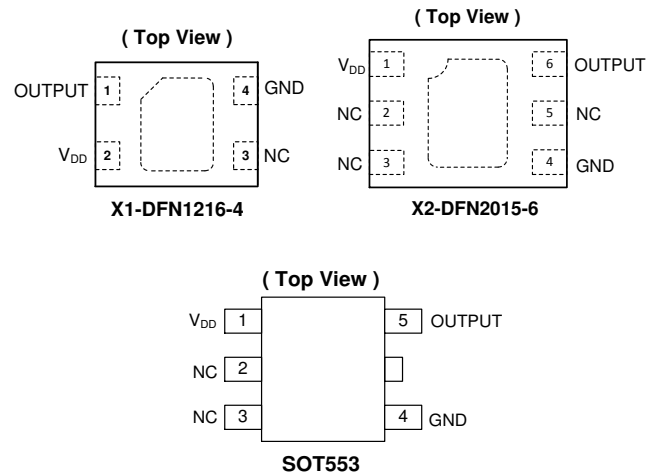 ( Top View )
OUTPUT 1 4 GND
VDD 2 3 NC
X1-DFN1216-4
( Top View )
VDD 1 6 OUTPUT
NC 2 5 NC
NC 3 4 GND
X2-DFN2015-6
( Top View )
VDD 1 5 OUTPUT
NC 2
NC 3 4 GND
SOT553